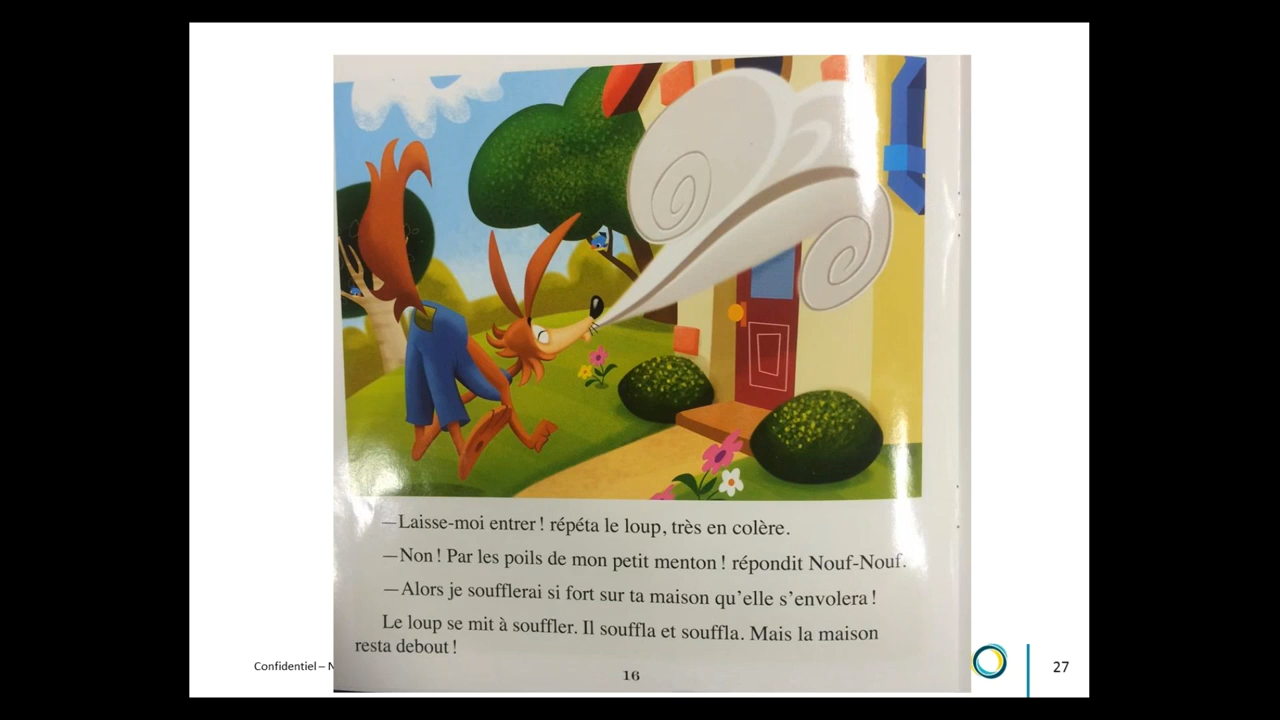 —Laisse-moi entrer ! répéta le loup, très en colère.
—Non ! Par les poils de mon petit menton ! répondit Nouf-Nouf.
—Alors je soufflerai si fort sur ta maison qu'elle s'envolera !
Le loup se mit à souffler. Il souffla et souffla. Mais la maison
resta debout !
16
Confidentiel –
27